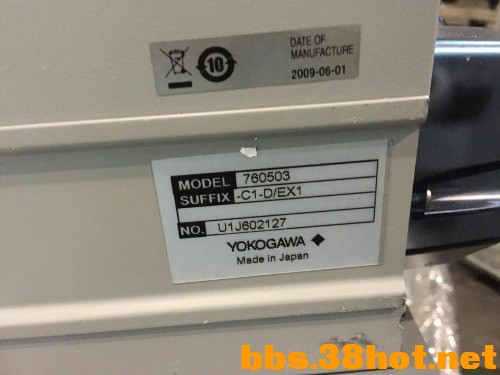 10
DATE OF
MANUFACTURE
2009-06-01
MODEL 760503
SUFFIX -C1-D/EX1
NO. U1J602127
YOKOGAWA
Made in Japan
bbs.38hot.net